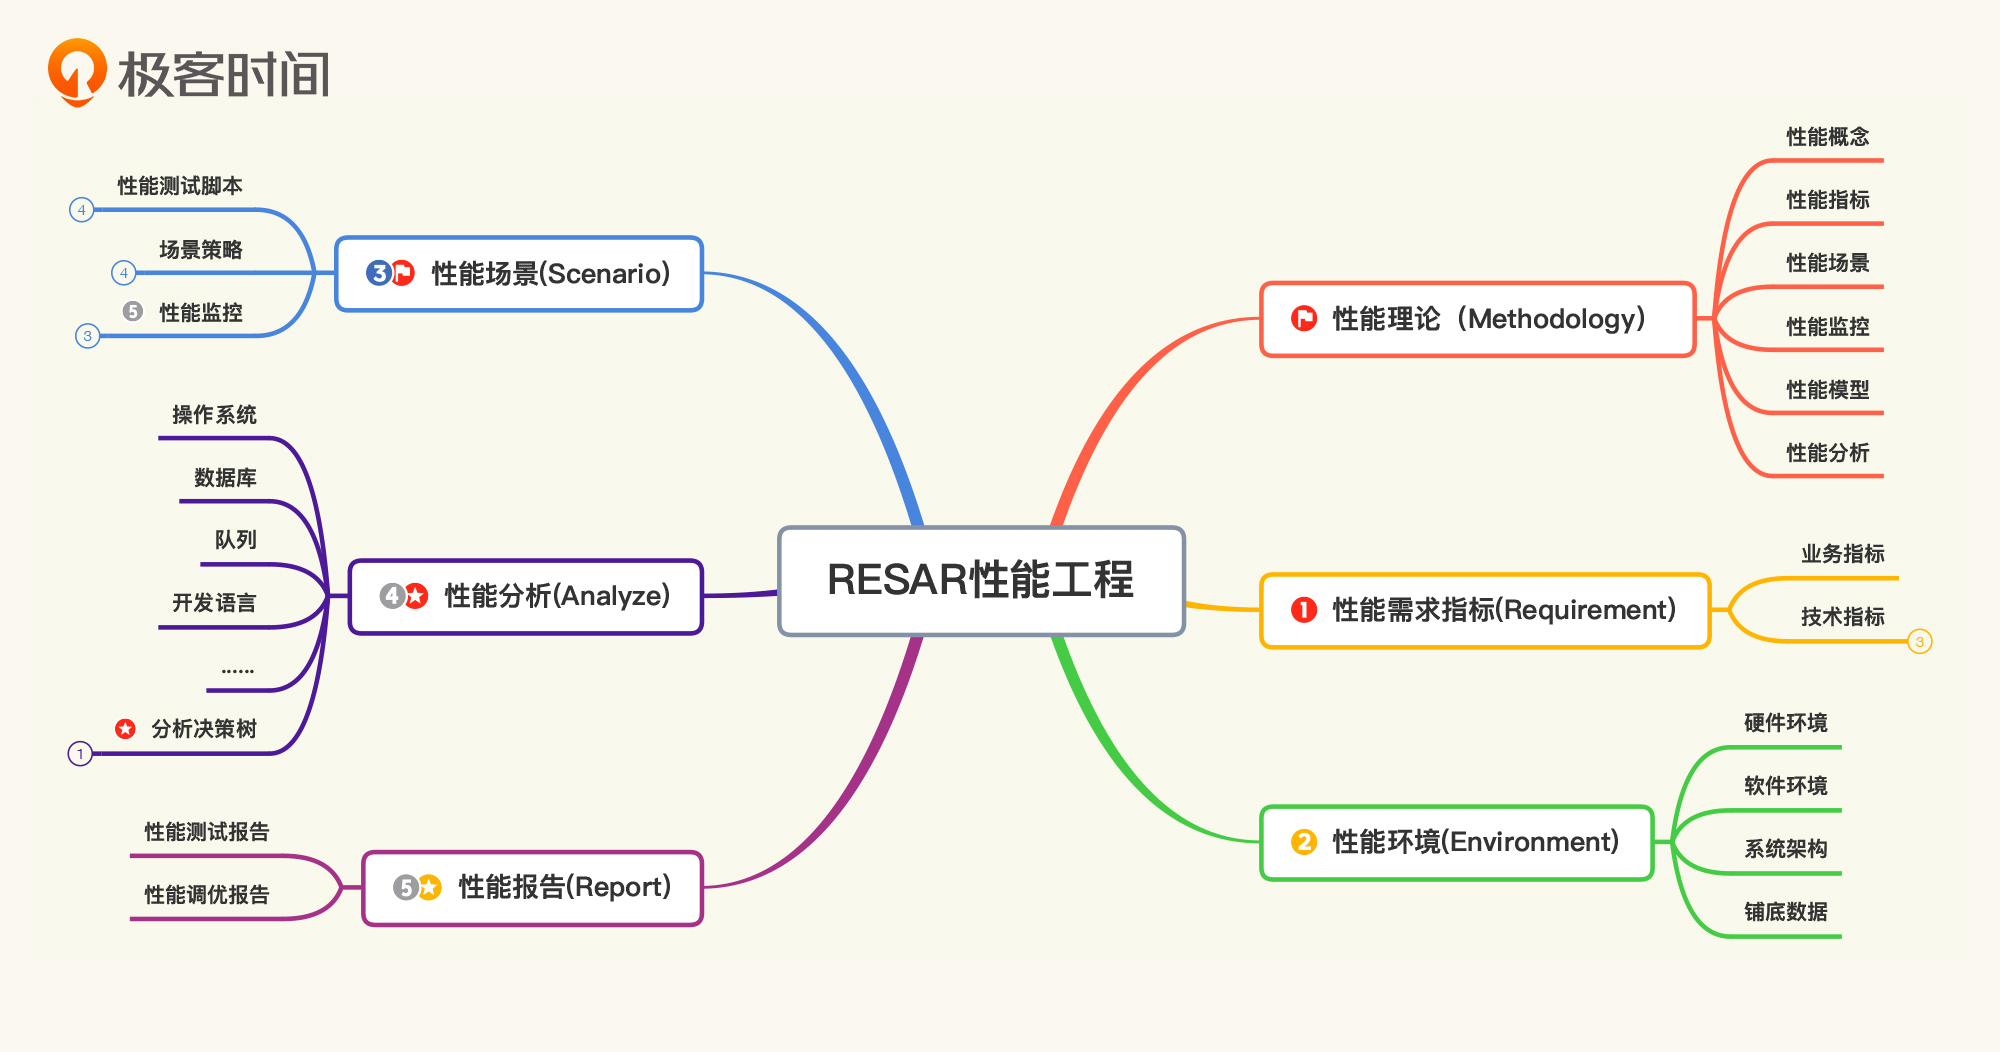 极客时间
RESAR性能工程
性能理论（Methodology）
性能概念
性能指标
性能场景
性能监控
性能模型
性能分析
1 性能需求指标(Requirement)
业务指标
技术指标
3
2 性能环境(Environment)
硬件环境
软件环境
系统架构
铺底数据
3 性能场景(Scenario)
性能测试脚本
4
场景策略
4
5 性能监控
3
4 性能分析(Analyze)
操作系统
数据库
队列
开发语言
......
分析决策树
1
5 性能报告(Report)
性能测试报告
性能调优报告